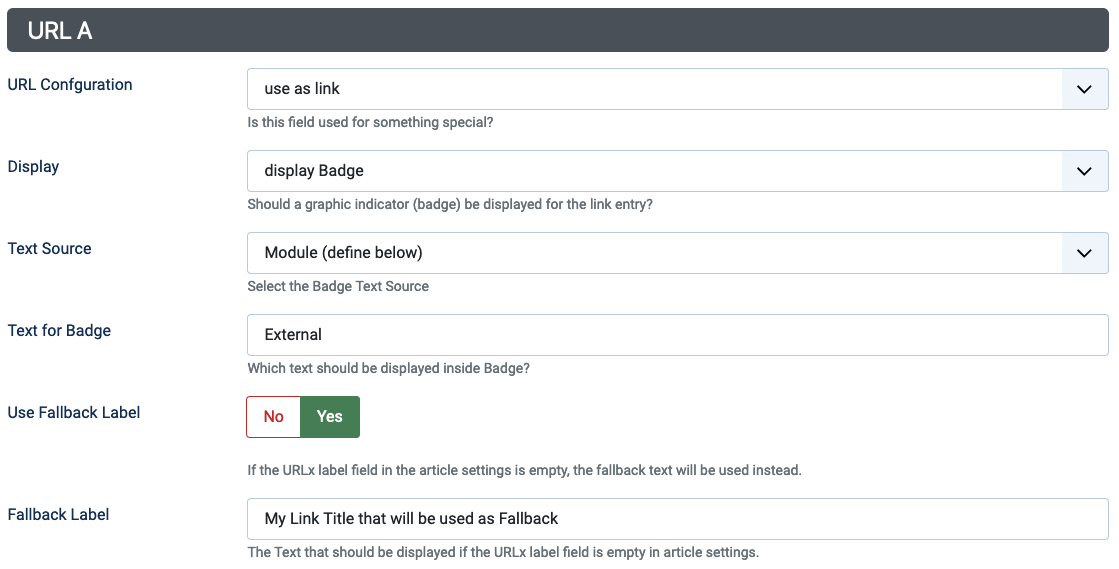 URL A
URL Confguration
use as link
Is this field used for something special?
Display
display Badge
Should a graphic indicator (badge) be displayed for the link entry?
Text Source
Module (define below)
Select the Badge Text Source
Text for Badge
External
Which text should be displayed inside Badge?
Use Fallback Label
No Yes
If the URLx label field in the article settings is empty, the fallback text will be used instead.
Fallback Label
My Link Title that will be used as Fallback
The Text that should be displayed if the URLx label field is empty in article settings.